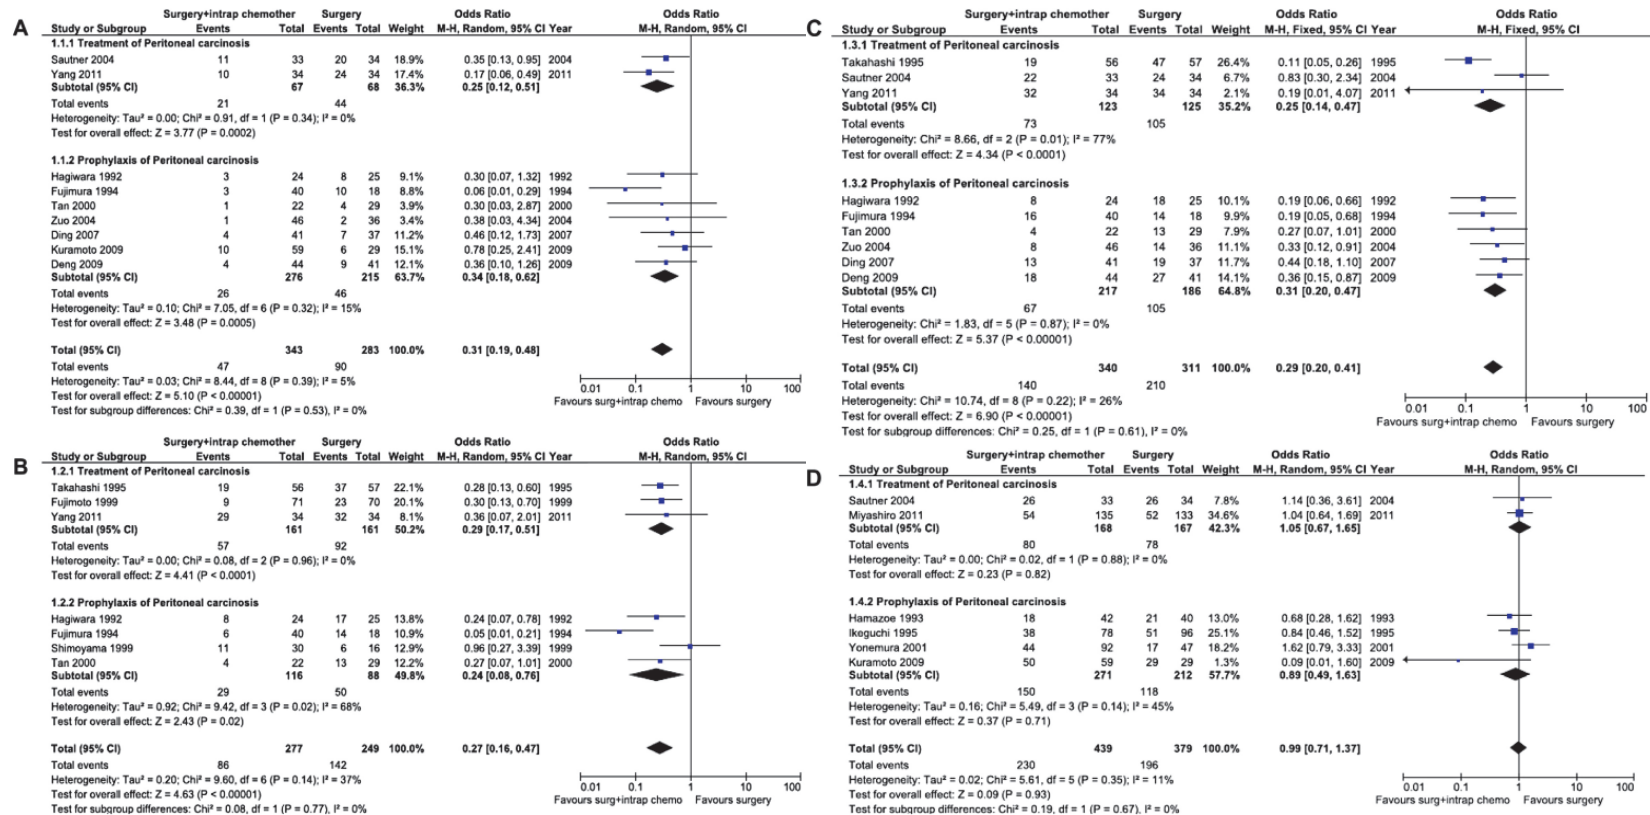 A
Surgery+intrap chemother Surgery Odds Ratio Odds Ratio
Study or Subgroup Events Total Events Total Weight M-H, Random, 95% CI Year M-H, Random, 95% CI
1.1.1 Treatment of Peritoneal carcinosis
Sautner 2004 11 33 20 34 18.9% 0.35 [0.13, 0.95] 2004
Yang 2011 10 34 24 34 17.4% 0.17 [0.06, 0.49] 2011
Subtotal (95% CI) 67 68 36.3% 0.25 [0.12, 0.51]
Total events 21 44
Heterogeneity: Tau² = 0.00; Chi² = 0.91, df = 1 (P = 0.34); I² = 0%
Test for overall effect: Z = 3.77 (P = 0.0002)
1.1.2 Prophylaxis of Peritoneal carcinosis
Hagiwara 1992 3 24 8 25 9.1% 0.30 [0.07, 1.32] 1992
Fujimura 1994 3 40 10 18 8.8% 0.06 [0.01, 0.29] 1994
Tan 2000 1 22 4 29 3.9% 0.30 [0.03, 2.87] 2000
Zuo 2004 1 46 2 36 3.4% 0.38 [0.03, 4.34] 2004
Ding 2007 4 41 7 37 11.2% 0.46 [0.12, 1.73] 2007
Kuramoto 2009 10 59 6 29 15.1% 0.78 [0.25, 2.41] 2009
Deng 2009 4 44 9 41 12.1% 0.36 [0.10, 1.26] 2009
Subtotal (95% CI) 276 215 63.7% 0.34 [0.18, 0.62]
Total events 26 46
Heterogeneity: Tau² = 0.10; Chi² = 7.05, df = 6 (P = 0.32); I² = 15%
Test for overall effect: Z = 3.48 (P = 0.0005)
Total (95% CI) 343 283 100.0% 0.31 [0.19, 0.48]
Total events 47 90
Heterogeneity: Tau² = 0.03; Chi² = 8.44, df = 8 (P = 0.39); I² = 5%
Test for overall effect: Z = 5.10 (P < 0.00001)
Test for subgroup differences: Chi² = 0.39, df = 1 (P = 0.53), I² = 0%
0.01 0.1 1 10 100
Favours surg+intrap chemo Favours surgery
B
Surgery+intrap chemother Surgery Odds Ratio Odds Ratio
Study or Subgroup Events Total Events Total Weight M-H, Random, 95% CI Year M-H, Random, 95% CI
1.2.1 Treatment of Peritoneal carcinosis
Takahashi 1995 19 56 37 57 22.1% 0.28 [0.13, 0.60] 1995
Fujimoto 1999 9 71 23 70 20.1% 0.30 [0.13, 0.70] 1999
Yang 2011 29 34 32 34 8.1% 0.36 [0.07, 2.01] 2011
Subtotal (95% CI) 161 161 50.2% 0.29 [0.17, 0.51]
Total events 57 92
Heterogeneity: Tau² = 0.00; Chi² = 0.08, df = 2 (P = 0.96); I² = 0%
Test for overall effect: Z = 4.41 (P < 0.0001)
1.2.2 Prophylaxis of Peritoneal carcinosis
Hagiwara 1992 8 24 17 25 13.8% 0.24 [0.07, 0.78] 1992
Fujimura 1994 6 40 14 18 10.9% 0.05 [0.01, 0.21] 1994
Shimoyama 1999 11 30 6 16 12.9% 0.96 [0.27, 3.39] 1999
Tan 2000 4 22 13 29 12.2% 0.27 [0.07, 1.01] 2000
Subtotal (95% CI) 116 88 49.8% 0.24 [0.08, 0.76]
Total events 29 50
Heterogeneity: Tau² = 0.92; Chi² = 9.42, df = 3 (P = 0.02); I² = 68%
Test for overall effect: Z = 2.43 (P = 0.02)
Total (95% CI) 277 249 100.0% 0.27 [0.16, 0.47]
Total events 86 142
Heterogeneity: Tau² = 0.20; Chi² = 9.60, df = 6 (P = 0.14); I² = 37%
Test for overall effect: Z = 4.63 (P < 0.00001)
Test for subgroup differences: Chi² = 0.08, df = 1 (P = 0.77), I² = 0%
0.01 0.1 1 10 100
Favours surg+intrap chemo Favours surgery
C
Surgery+intrap chemother Surgery Odds Ratio Odds Ratio
Study or Subgroup Events Total Events Total Weight M-H, Fixed, 95% CI Year M-H, Fixed, 95% CI
1.3.1 Treatment of Peritoneal carcinosis
Takahashi 1995 19 56 47 57 26.4% 0.11 [0.05, 0.26] 1995
Sautner 2004 22 33 24 34 6.7% 0.83 [0.30, 2.34] 2004
Yang 2011 32 34 34 34 2.1% 0.19 [0.01, 4.07] 2011
Subtotal (95% CI) 123 125 35.2% 0.25 [0.14, 0.47]
Total events 73 105
Heterogeneity: Chi² = 8.66, df = 2 (P = 0.01); I² = 77%
Test for overall effect: Z = 4.34 (P < 0.0001)
1.3.2 Prophylaxis of Peritoneal carcinosis
Hagiwara 1992 8 24 18 25 10.1% 0.19 [0.06, 0.66] 1992
Fujimura 1994 16 40 14 18 9.9% 0.19 [0.05, 0.68] 1994
Tan 2000 4 22 13 29 7.9% 0.27 [0.07, 1.01] 2000
Zuo 2004 8 46 14 36 11.1% 0.33 [0.12, 0.91] 2004
Ding 2007 13 41 19 37 11.7% 0.44 [0.18, 1.10] 2007
Deng 2009 18 44 27 41 14.1% 0.36 [0.15, 0.87] 2009
Subtotal (95% CI) 217 186 64.8% 0.31 [0.20, 0.47]
Total events 67 105
Heterogeneity: Chi² = 1.83, df = 5 (P = 0.87); I² = 0%
Test for overall effect: Z = 5.37 (P < 0.00001)
Total (95% CI) 340 311 100.0% 0.29 [0.20, 0.41]
Total events 140 210
Heterogeneity: Chi² = 10.74, df = 8 (P = 0.22); I² = 26%
Test for overall effect: Z = 6.90 (P < 0.00001)
Test for subgroup differences: Chi² = 0.25, df = 1 (P = 0.61), I² = 0%
0.01 0.1 1 10 100
Favours surg+intrap chemo Favours surgery
D
Surgery+intrap chemother Surgery Odds Ratio Odds Ratio
Study or Subgroup Events Total Events Total Weight M-H, Random, 95% CI Year M-H, Random, 95% CI
1.4.1 Treatment of Peritoneal carcinosis
Sautner 2004 26 33 26 34 7.8% 1.14 [0.36, 3.61] 2004
Miyashiro 2011 54 135 52 133 34.6% 1.04 [0.64, 1.69] 2011
Subtotal (95% CI) 168 167 42.3% 1.05 [0.67, 1.65]
Total events 80 78
Heterogeneity: Tau² = 0.00; Chi² = 0.02, df = 1 (P = 0.88); I² = 0%
Test for overall effect: Z = 0.23 (P = 0.82)
1.4.2 Prophylaxis of Peritoneal carcinosis
Hamazoe 1993 18 42 21 40 13.0% 0.68 [0.28, 1.62] 1993
Ikeguchi 1995 38 78 51 96 25.1% 0.84 [0.46, 1.52] 1995
Yonemura 2001 44 92 17 47 18.2% 1.62 [0.79, 3.33] 2001
Kuramoto 2009 50 59 29 29 1.3% 0.09 [0.01, 1.60] 2009
Subtotal (95% CI) 271 212 57.7% 0.89 [0.49, 1.63]
Total events 150 118
Heterogeneity: Tau² = 0.16; Chi² = 5.49, df = 3 (P = 0.14); I² = 45%
Test for overall effect: Z = 0.37 (P = 0.71)
Total (95% CI) 439 379 100.0% 0.99 [0.71, 1.37]
Total events 230 196
Heterogeneity: Tau² = 0.02; Chi² = 5.61, df = 5 (P = 0.35); I² = 11%
Test for overall effect: Z = 0.09 (P = 0.93)
Test for subgroup differences: Chi² = 0.19, df = 1 (P = 0.67), I² = 0%
0.01 0.1 1 10 100
Favours surg+intrap chemo Favours surgery